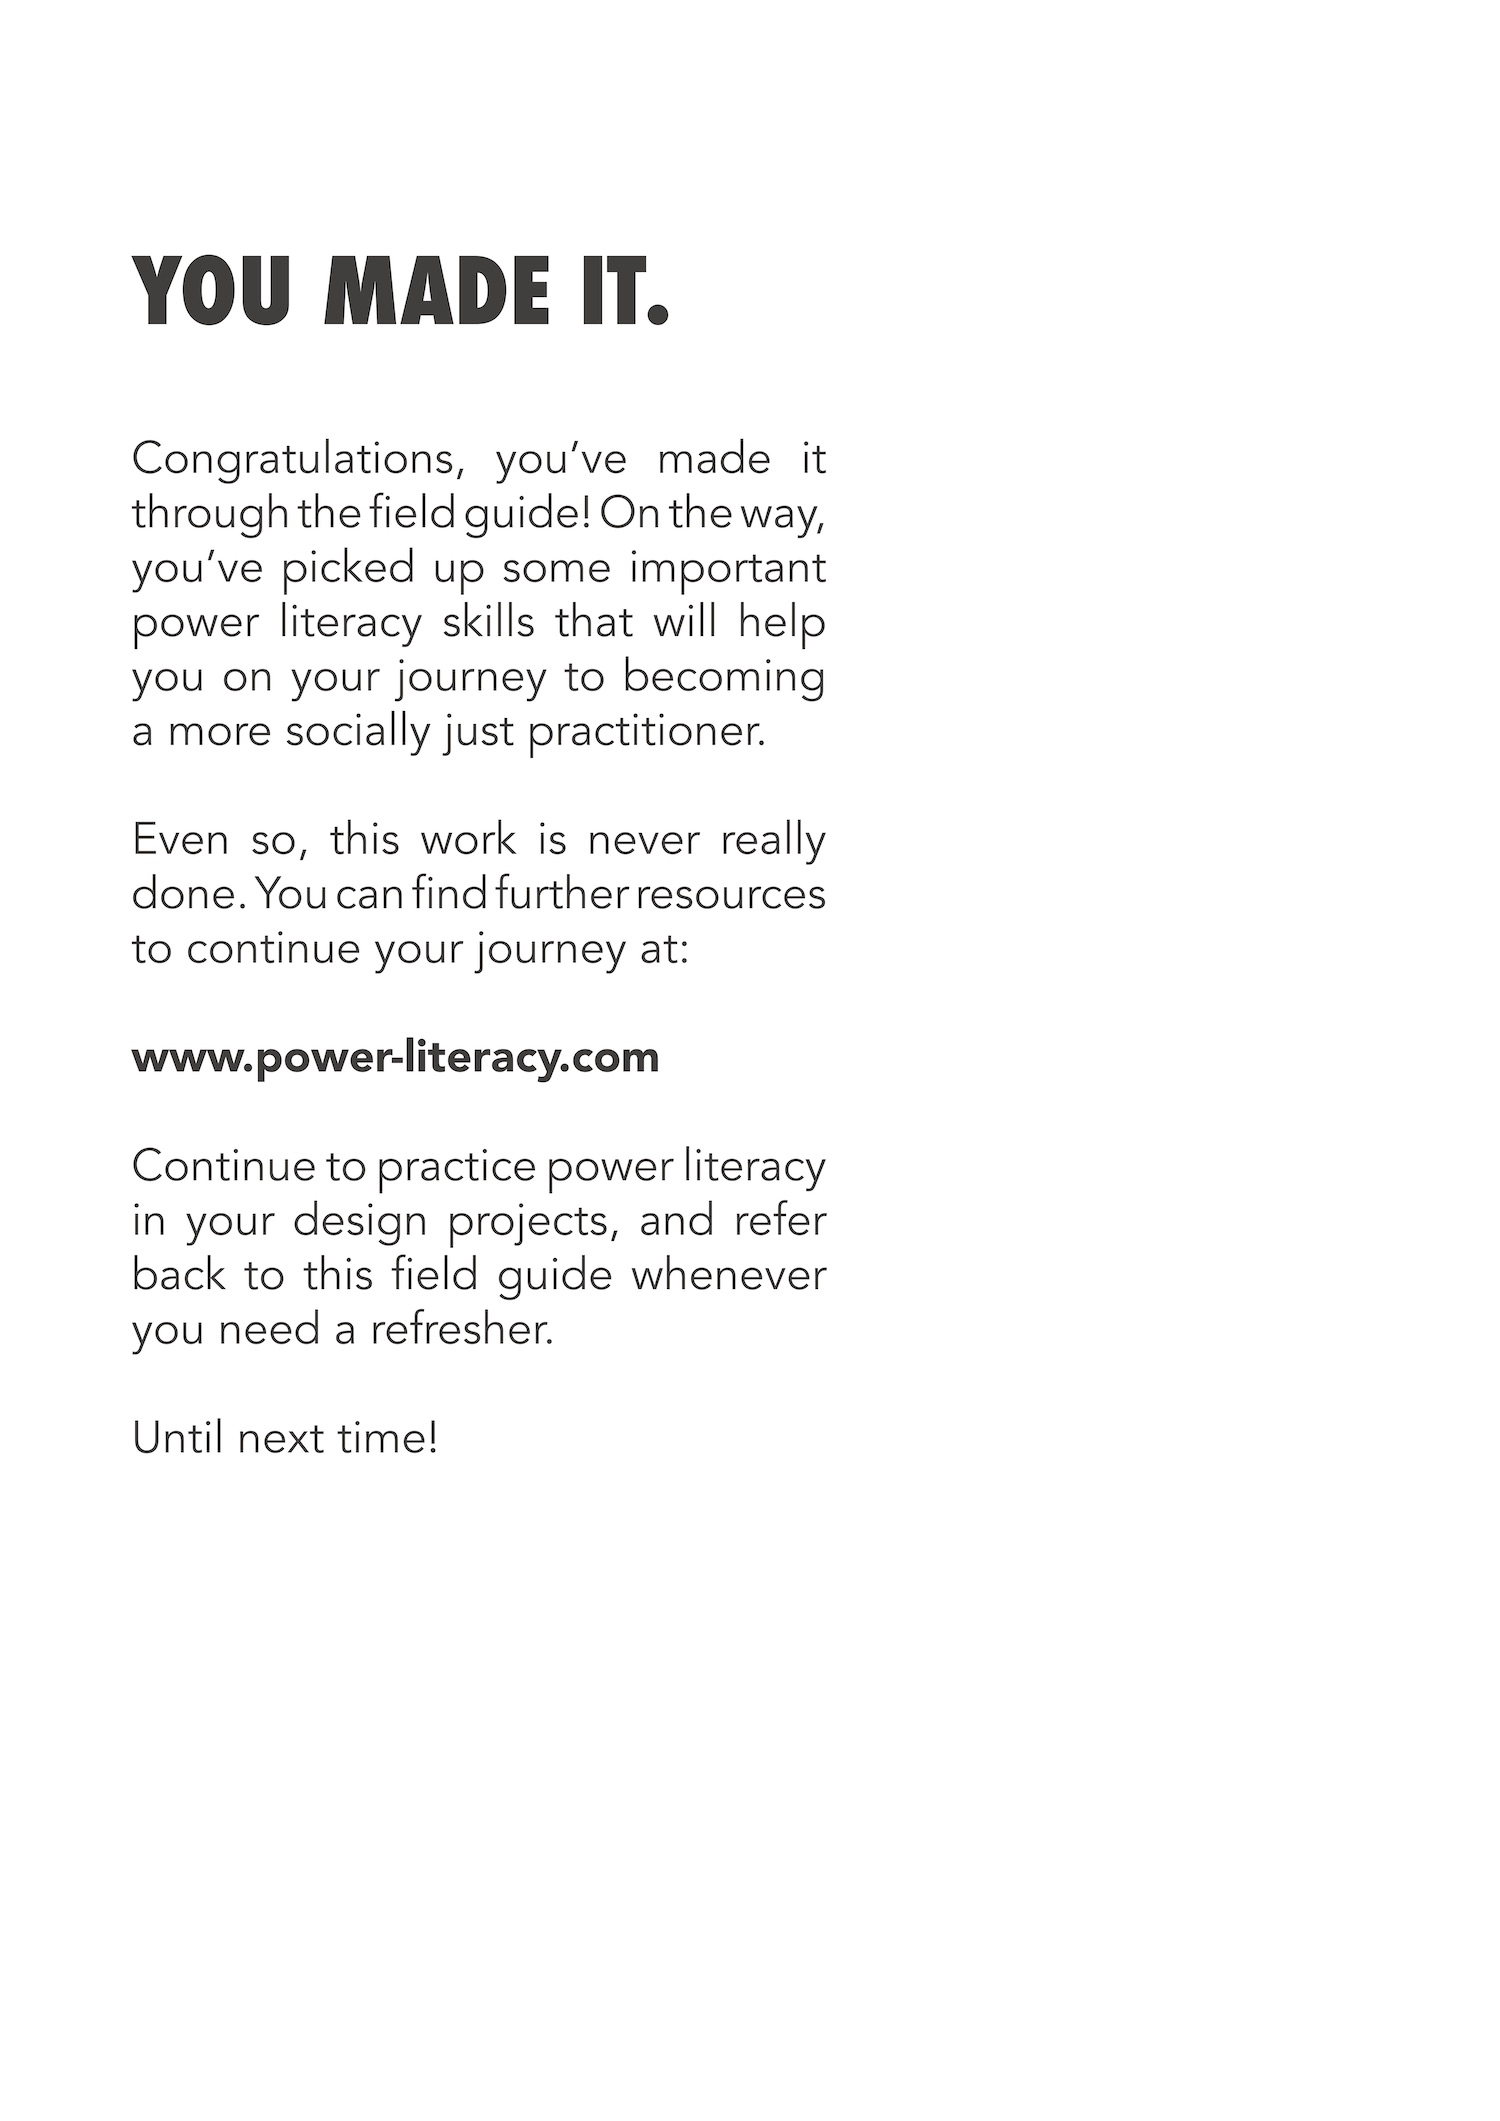 YOU MADE IT.
Congratulations, you’ve made it
through the field guide! On the way,
you’ve picked up some important
power literacy skills that will help
you on your journey to becoming
a more socially just practitioner.
Even so, this work is never really
done. You can find further resources
to continue your journey at:
www.power-literacy.com
Continue to practice power literacy
in your design projects, and refer
back to this field guide whenever
you need a refresher.
Until next time!